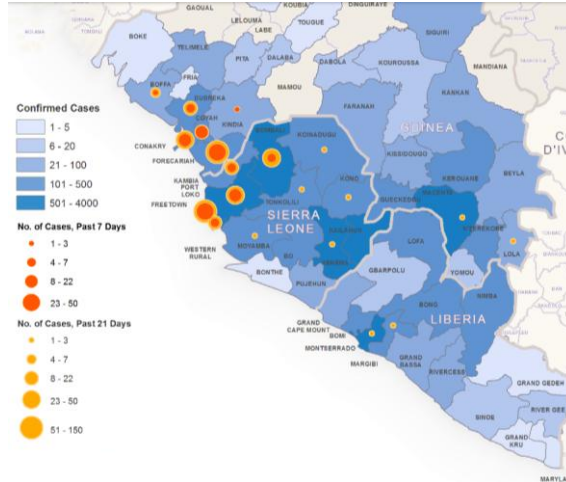 GAOUAL
KOUBIA
DINGUIRAYE
LELOUMA
LABE
TOUGUE
SIGUIRI
BOKE
TELIMELE
PITA
DALABA
DABOLA
KOUROUSSA
MANDIANA
FRIA
BOFFA
DUBREKA
MAMOU
KANKAN
COYAH
KINDIA
FARANAH
CONAKRY
GUINEA
FORECARIAH
BOMBALI
KOINADUGU
KISSIDOUGOU
BEYLA
C
D'IV
KAMBIA
PORT
LOKO
KONO
KEROUANE
GUECKEDOU
MACENTA
FREETOWN
TONKOLILI
SIERRA
LEONE
KAILAHUN
NZEREKORE
LOLA
WESTERN
RURAL
MOYAMBA
BO
KENEMA
LOFA
YOMOU
BONTHE
PUJEHUN
GBARPOLU
BONG
NIMBA
GRAND
CAPE MOUNT
BOMI
LIBERIA
MONTSERRADO
MARGIBI
GRAND
BASSA
RIVERCESS
GRAND GEDEH
SINOE
RIVER GEE
GRAND
KRU
MARYLA
Confirmed Cases
1 - 5
6 - 20
21 - 100
101 - 500
501 - 4000
No. of Cases, Past 7 Days
1 - 3
4 - 7
8 - 22
23 - 50
No. of Cases, Past 21 Days
1 - 3
4 - 7
8 - 22
23 - 50
51 - 150